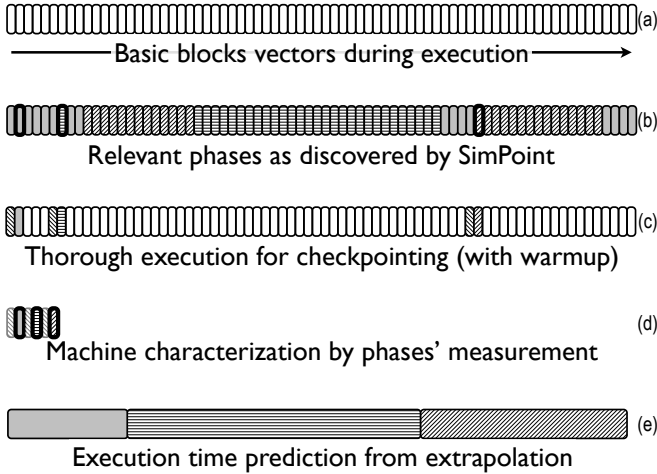 (a)
Basic blocks vectors during execution
(b)
Relevant phases as discovered by SimPoint
(c)
Thorough execution for checkpointing (with warmup)
(d)
Machine characterization by phases' measurement
(e)
Execution time prediction from extrapolation